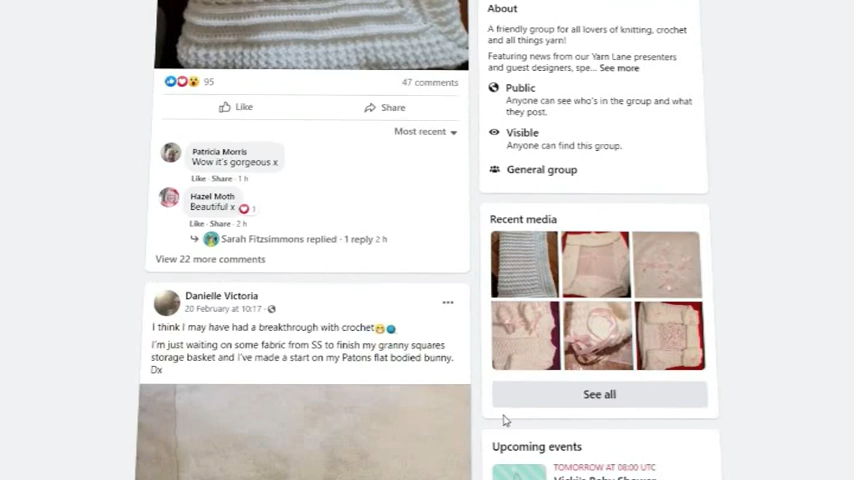 95
47 comments
Like
Share
Most recent
Patricia Morris
Wow it's gorgeous x
Like · Share · 1 h
Hazel Moth
Beautiful x
1
Like · Share · 2 h
Sarah Fitzsimmons replied · 1 reply 2 h
View 22 more comments
Danielle Victoria
20 February at 10:17 ·
I think I may have had a breakthrough with crochet
I'm just waiting on some fabric from SS to finish my granny squares
storage basket and I've made a start on my Patons flat bodied bunny.
Dx
About
A friendly group for all lovers of knitting, crochet
and all things yarn!
Featuring news from our Yarn Lane presenters
and guest designers, spe... See more
Public
Anyone can see who's in the group and what
they post.
Visible
Anyone can find this group.
General group
Recent media
See all
Upcoming events
TOMORROW AT 08:00 UTC
Vicki's Baby Shower